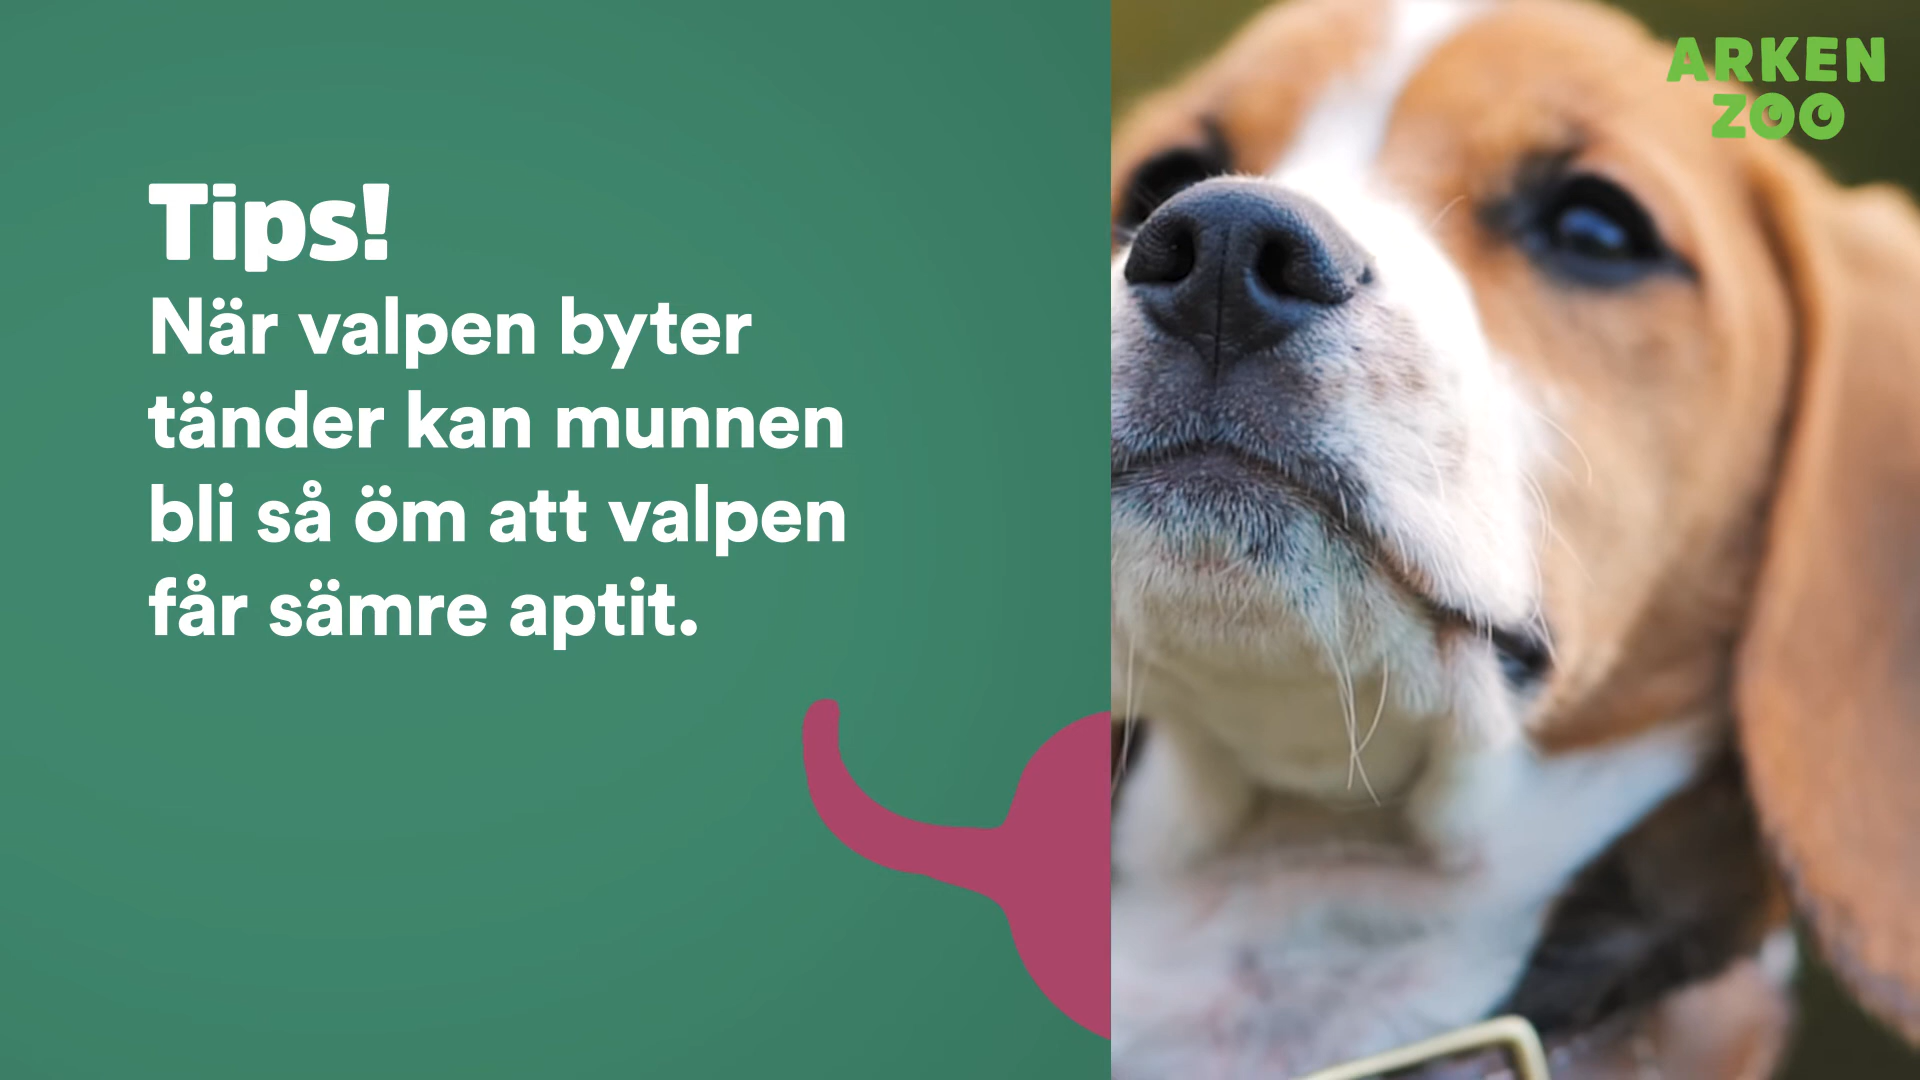 ARKEN
ZOO
Tips!
När valpen byter
tänder kan munnen
bli så öm att valpen
får sämre aptit.